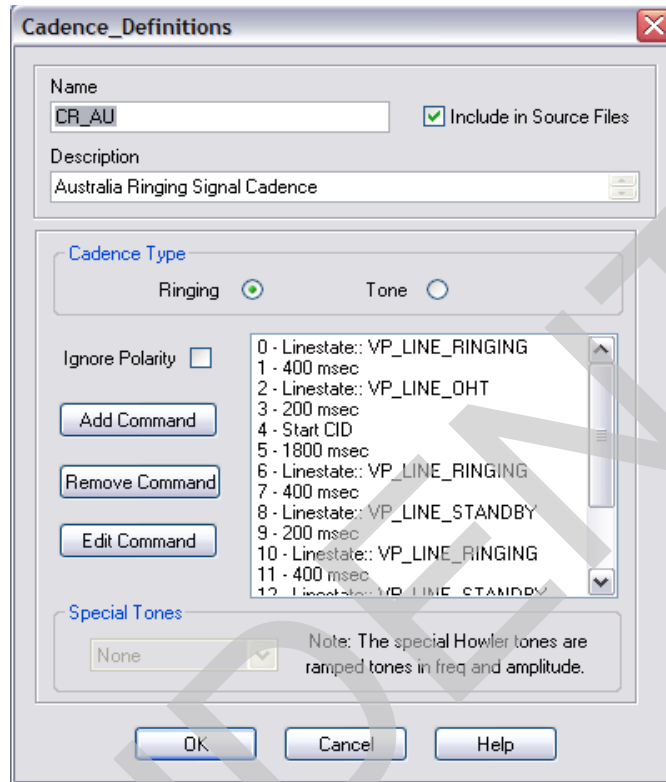 Cadence_Definitions
Name
CR_AU
Include in Source Files
Description
Australia Ringing Signal Cadence
Cadence Type
Ringing
Tone
Ignore Polarity
Add Command
Remove Command
Edit Command
0 - Linestate:: VP_LINE_RINGING
1 - 400 msec
2 - Linestate:: VP_LINE_OHT
3 - 200 msec
4 - Start CID
5 - 1800 msec
6 - Linestate:: VP_LINE_RINGING
7 - 400 msec
8 - Linestate:: VP_LINE_STANDBY
9 - 200 msec
10 - Linestate:: VP_LINE_RINGING
11 - 400 msec
12 - Linestate:: VP_LINE_STANDBY
Special Tones
None
Note: The special Howler tones are
ramped tones in freq and amplitude.
OK
Cancel
Help